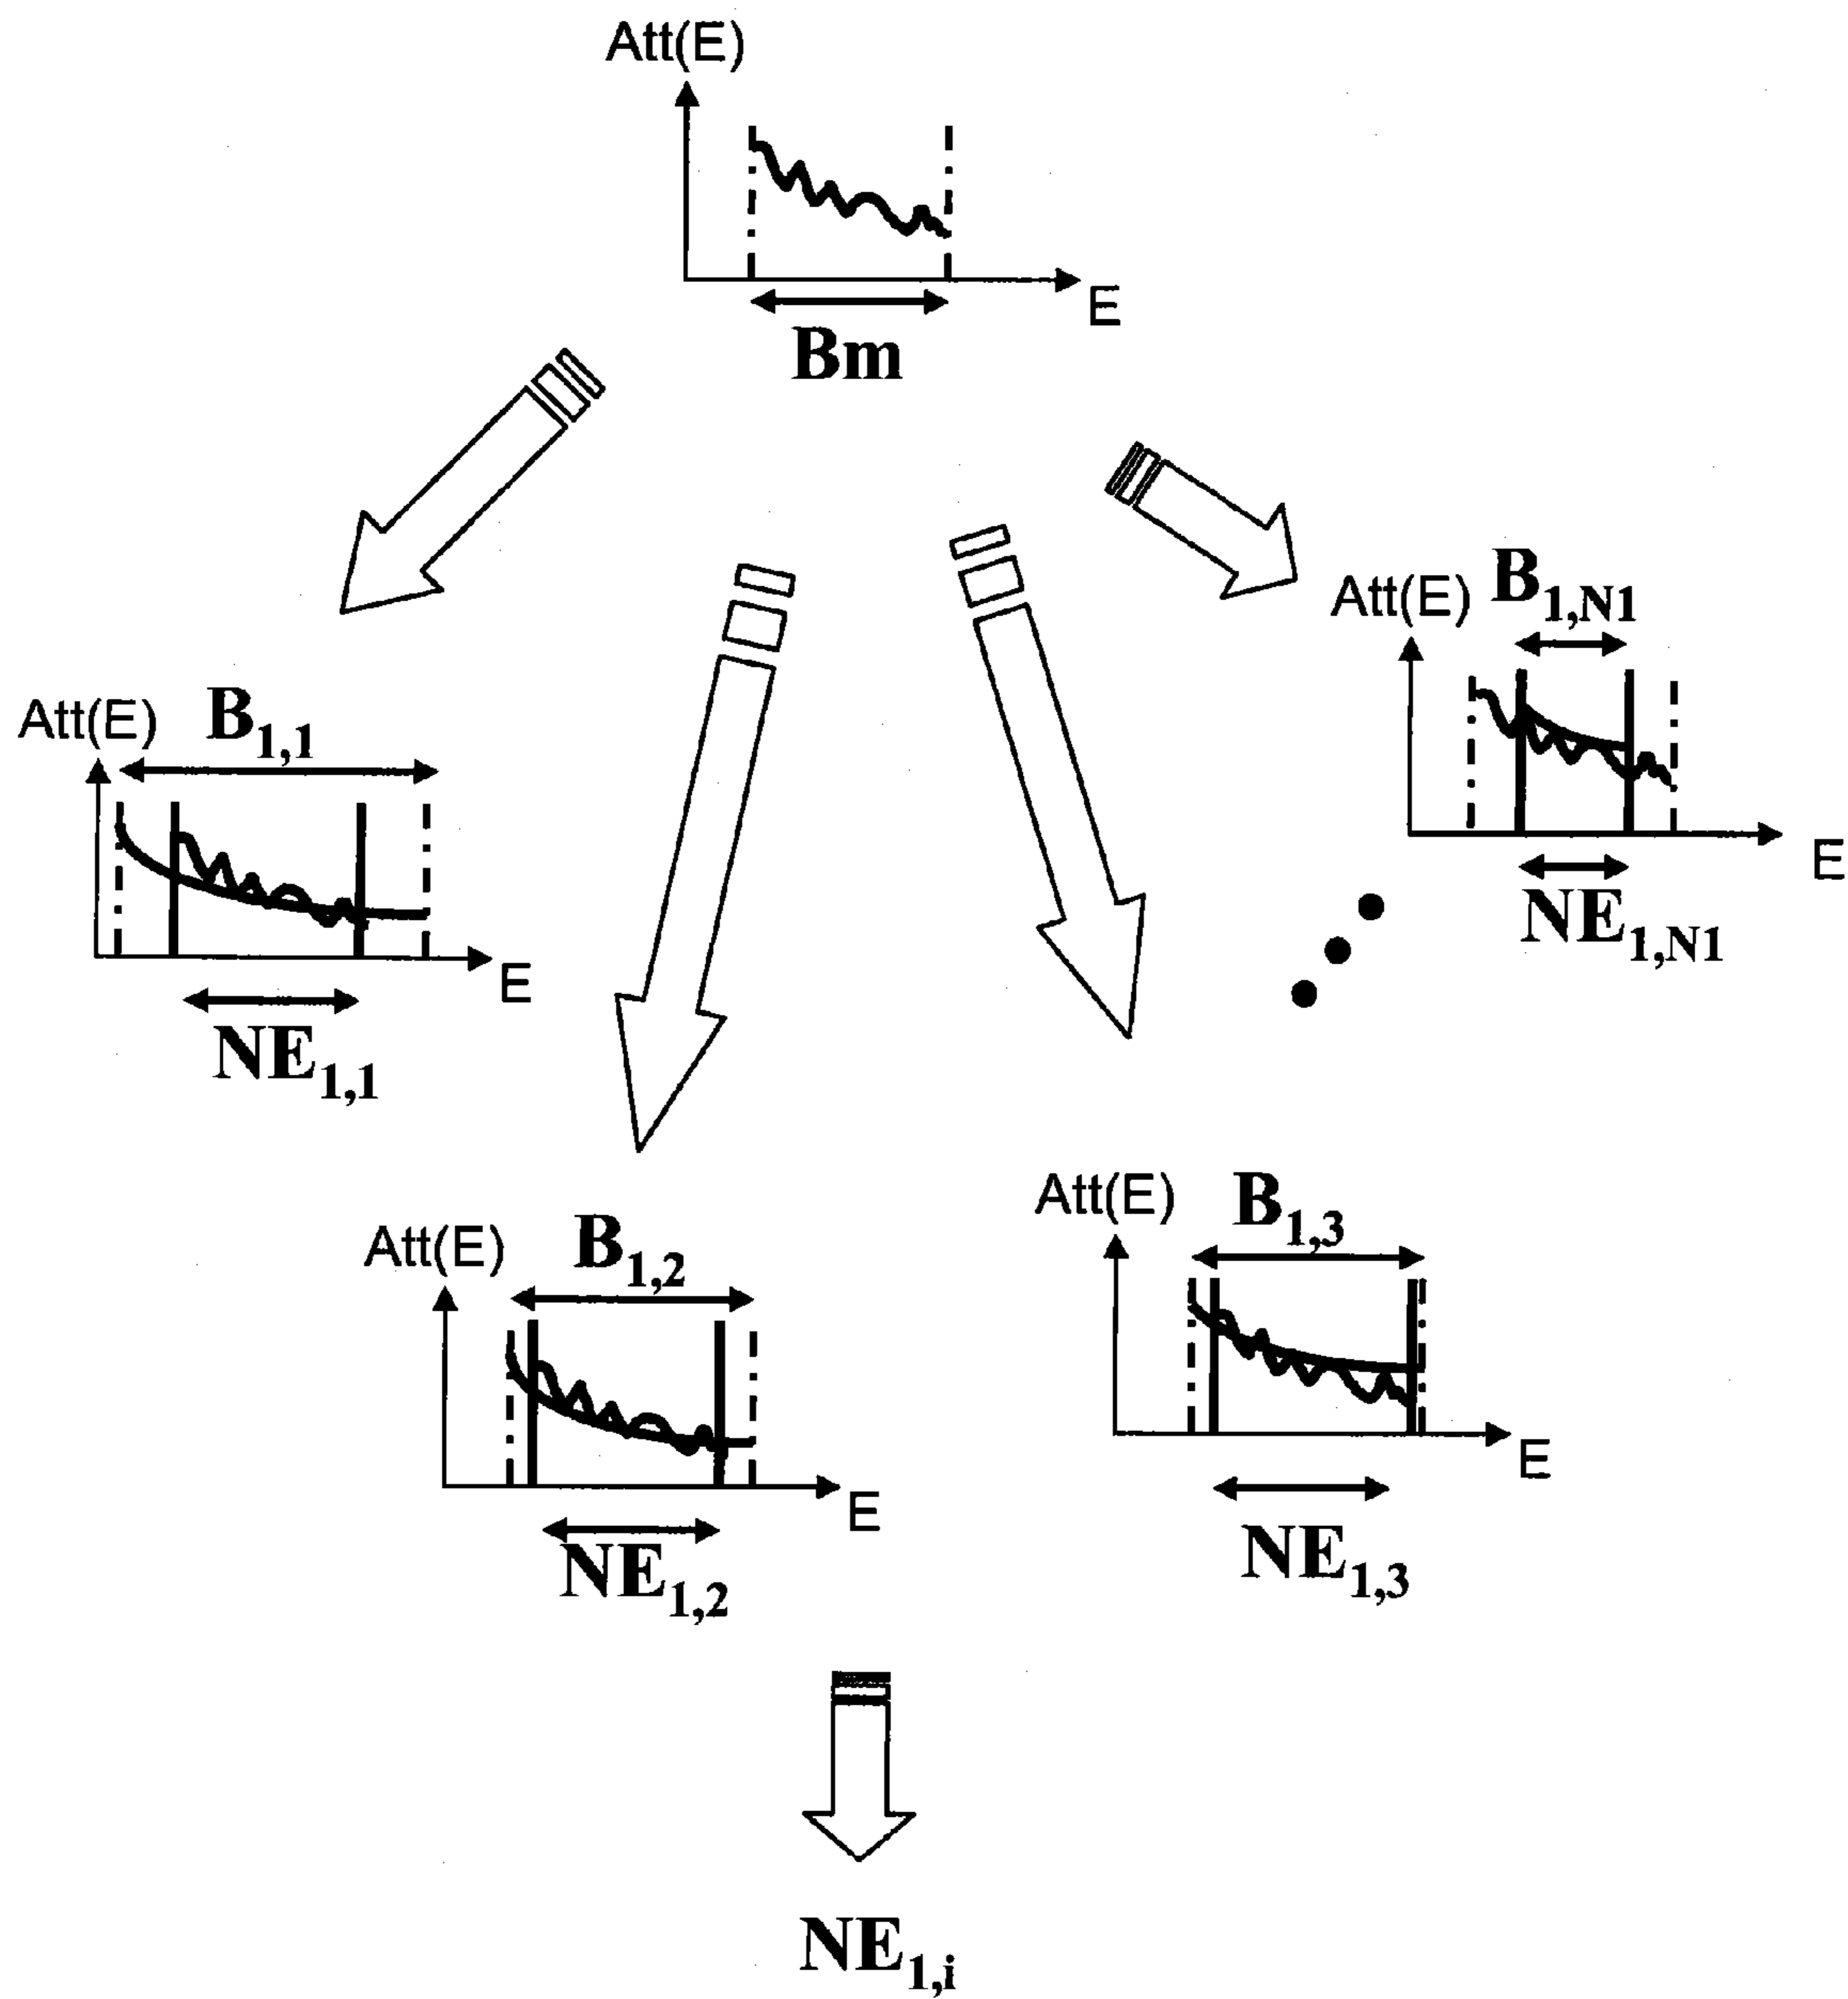 Att(E)
E
Bm
Att(E) B1,N1
E
NE1,N1
Att(E) B1,1
E
NE1,1
Att(E) B1,2
E
NE1,2
Att(E) B1,3
E
NE1,3
NE1,i